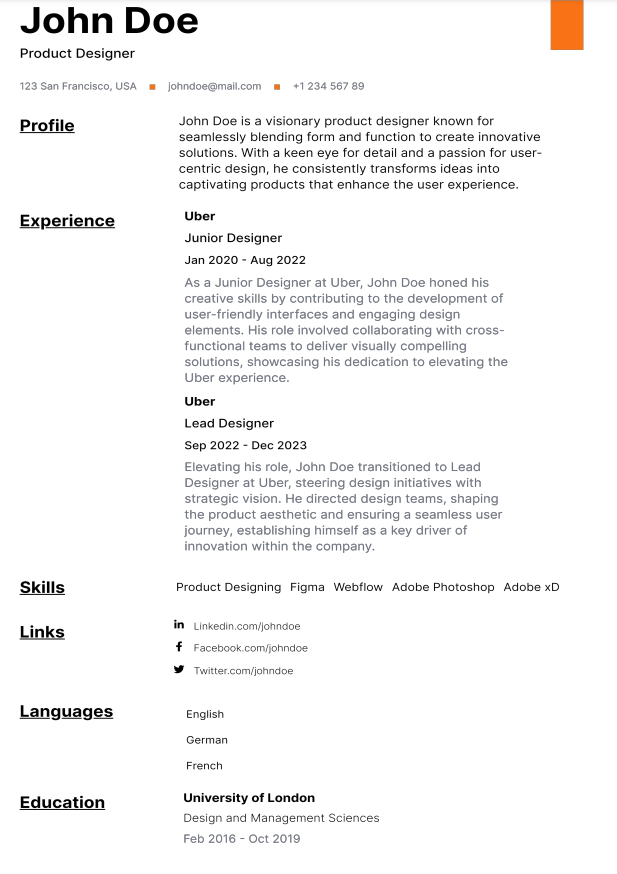 John Doe
Product Designer
123 San Francisco, USA johndoe@mail.com +1 234 567 89
Profile
John Doe is a visionary product designer known for
seamlessly blending form and function to create innovative
solutions. With a keen eye for detail and a passion for user-
centric design, he consistently transforms ideas into
captivating products that enhance the user experience.
Experience
Uber
Junior Designer
Jan 2020 - Aug 2022
As a Junior Designer at Uber, John Doe honed his
creative skills by contributing to the development of
user-friendly interfaces and engaging design
elements. His role involved collaborating with cross-
functional teams to deliver visually compelling
solutions, showcasing his dedication to elevating the
Uber experience.
Uber
Lead Designer
Sep 2022 - Dec 2023
Elevating his role, John Doe transitioned to Lead
Designer at Uber, steering design initiatives with
strategic vision. He directed design teams, shaping
the product aesthetic and ensuring a seamless user
journey, establishing himself as a key driver of
innovation within the company.
Skills
Product Designing Figma Webflow Adobe Photoshop Adobe xD
Links
Linkedin.com/johndoe
Facebook.com/johndoe
Twitter.com/johndoe
Languages
English
German
French
Education
University of London
Design and Management Sciences
Feb 2016 - Oct 2019